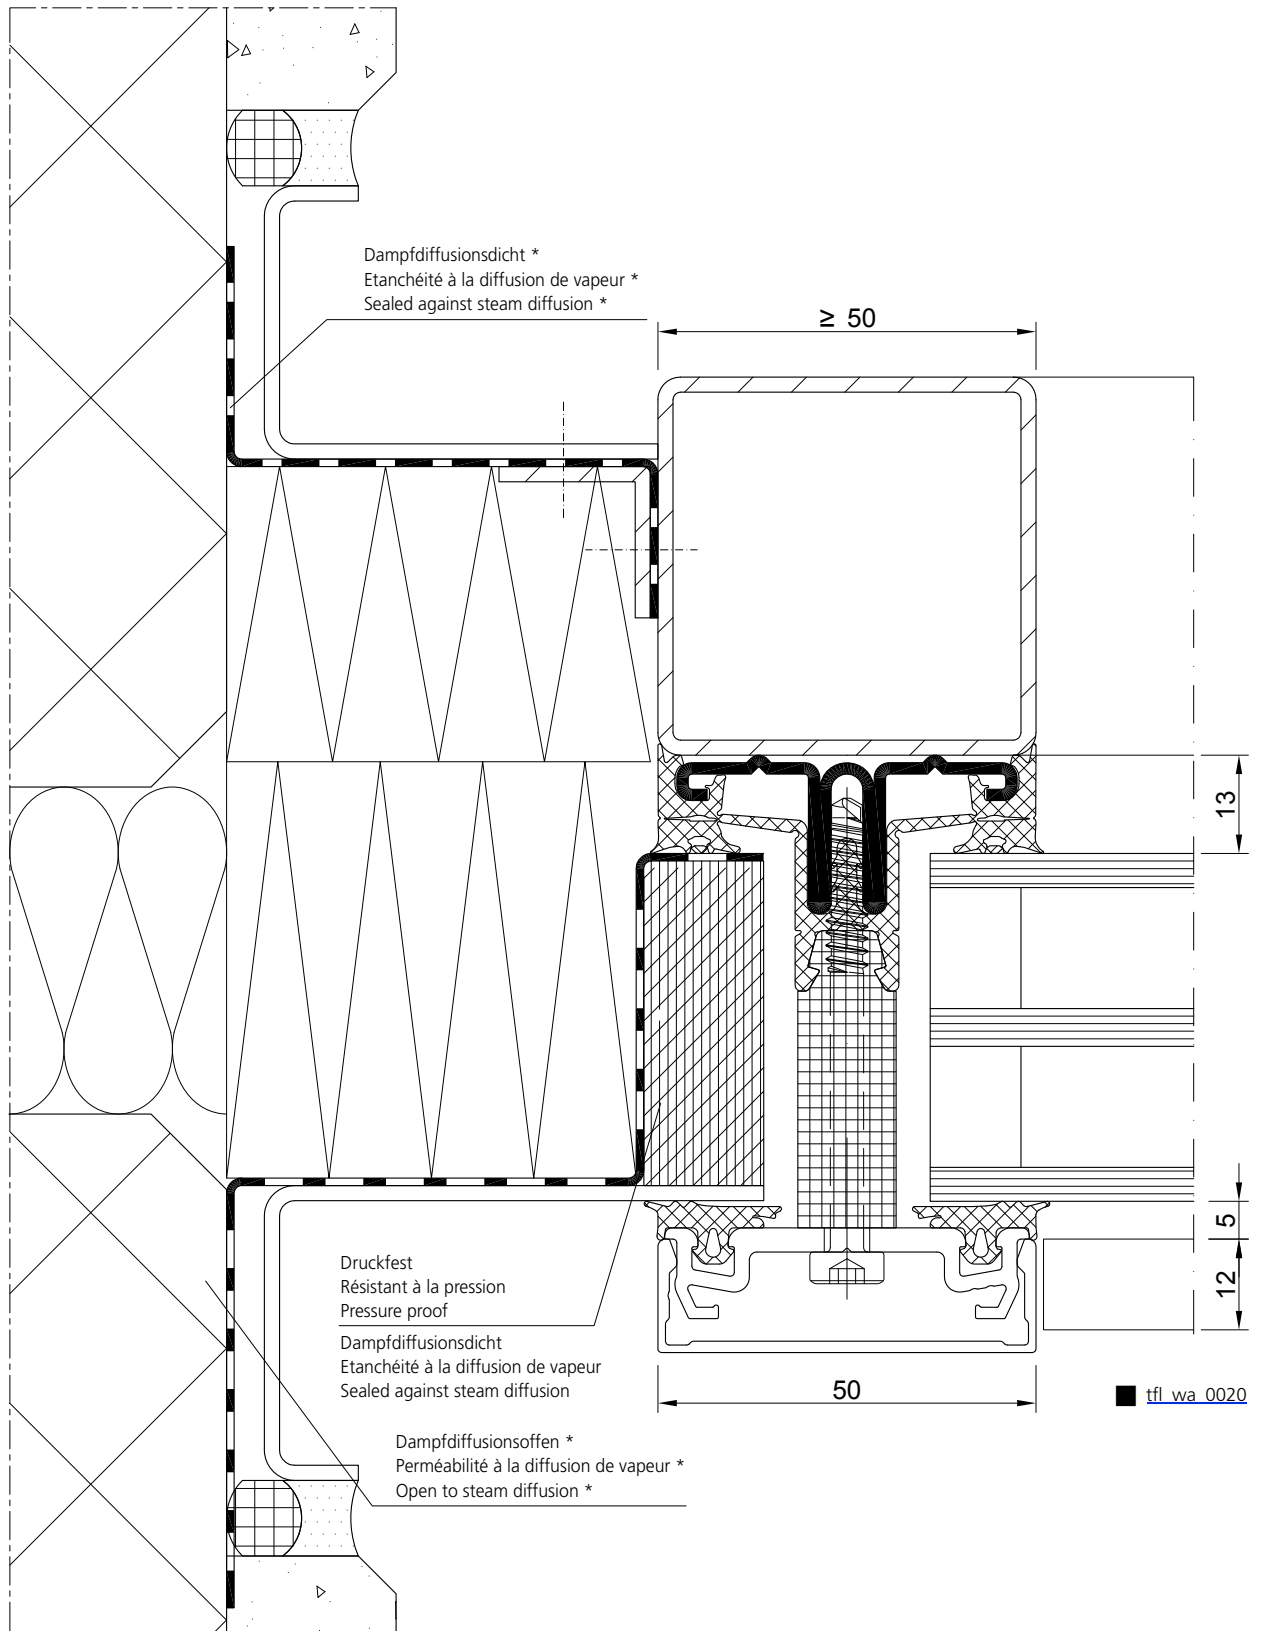 Dampfdiffusionsdicht *
Etanchéité à la diffusion de vapeur *
Sealed against steam diffusion *
≥ 50
13
5
12
Druckfest
Résistant à la pression
Pressure proof
Dampfdiffusionsdicht
Etanchéité à la diffusion de vapeur
Sealed against steam diffusion
50
tfl_wa_0020
Dampfdiffusionsoffen *
Perméabilité à la diffusion de vapeur *
Open to steam diffusion *